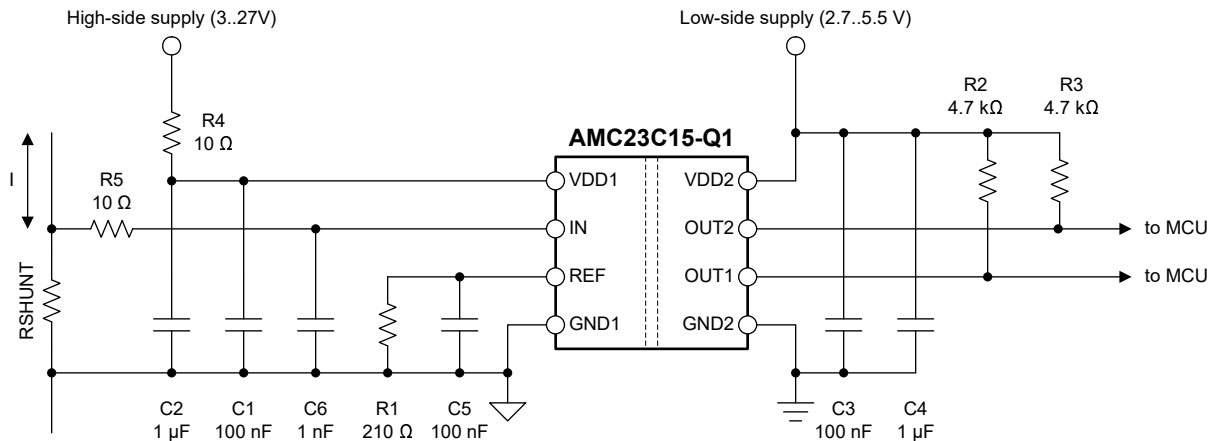 High-side supply (3..27V)
Low-side supply (2.7..5.5 V)
R4
10 Ω
R2
4.7 kΩ
R3
4.7 kΩ
AMC23C15-Q1
I
R5
10 Ω
VDD1
VDD2
IN
OUT2
to MCU
REF
OUT1
to MCU
RSHUNT
GND1
GND2
C2
1 µF
C1
100 nF
C6
1 nF
R1
210 Ω
C5
100 nF
C3
100 nF
C4
1 µF